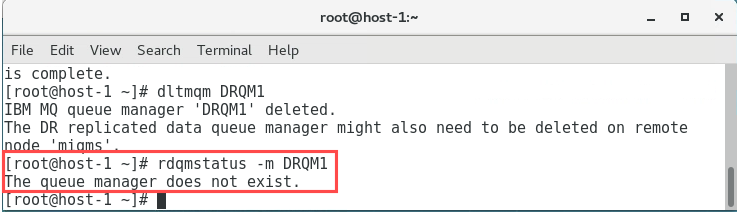 root@host-1:~
File Edit View Search Terminal Help
is complete.
[root@host-1 ~]# dltmqm DRQM1
IBM MQ queue manager 'DRQM1' deleted.
The DR replicated data queue manager might also need to be deleted on remote
node 'miqms'.
[root@host-1 ~]# rdqmstatus -m DRQM1
The queue manager does not exist.
[root@host-1 ~]#